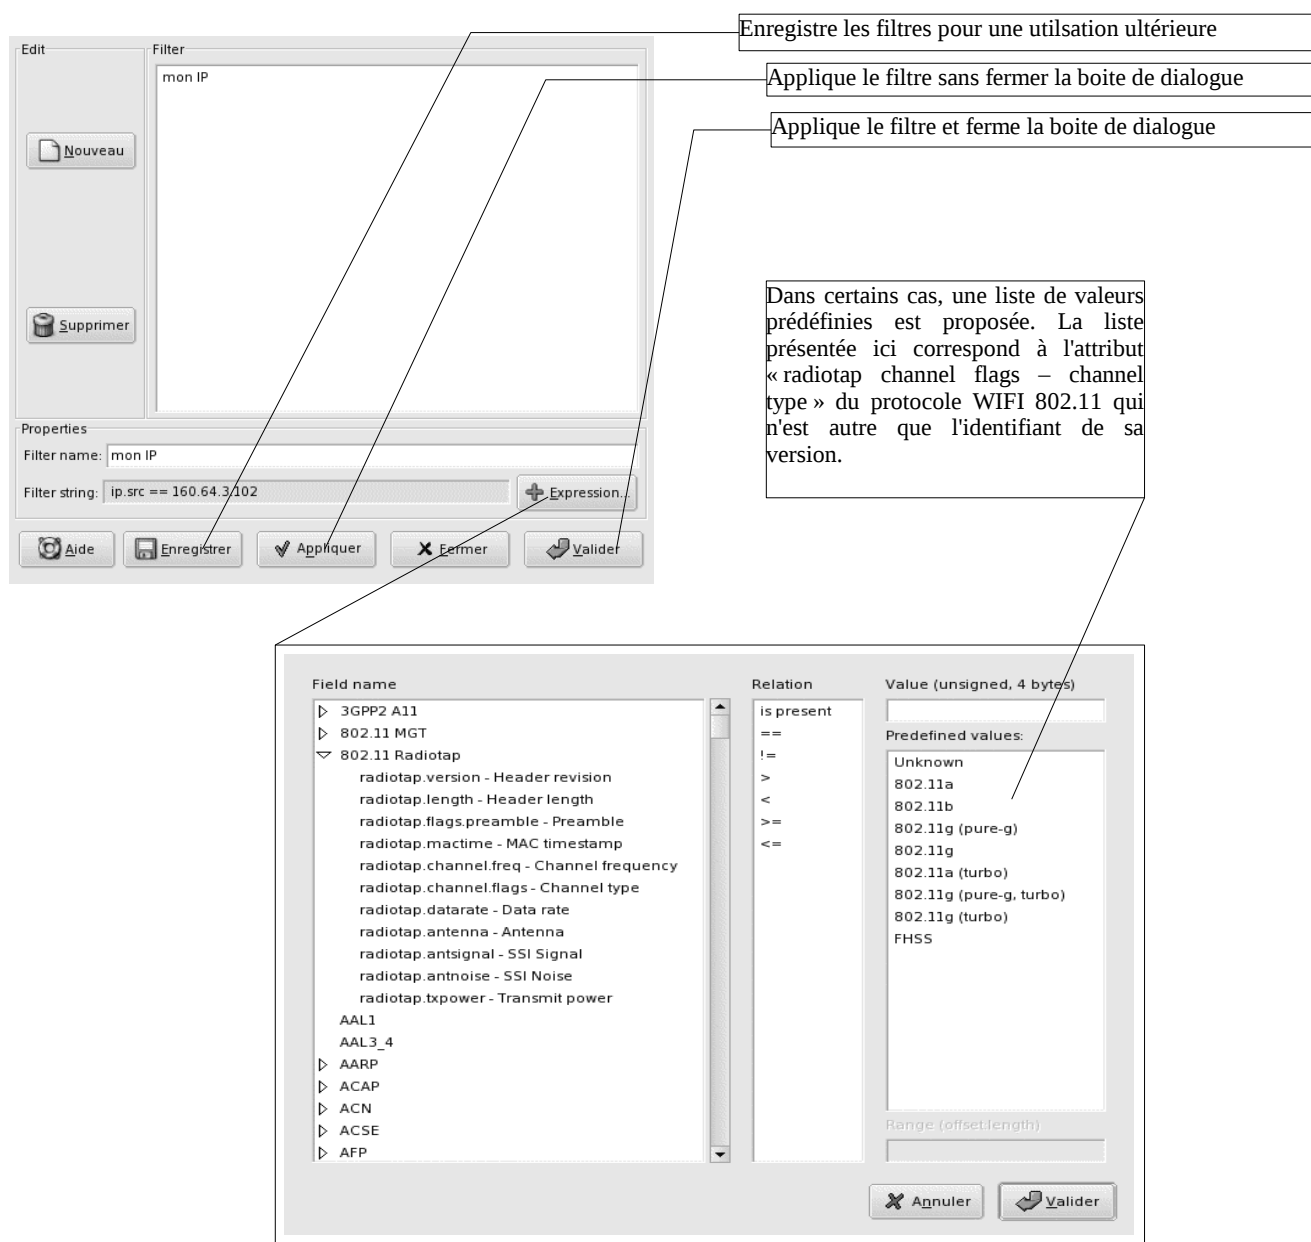 Enregistre les filtres pour une utilsation ultérieure
Applique le filtre sans fermer la boite de dialogue
Applique le filtre et ferme la boite de dialogue
Edit
Filter
mon IP
Nouveau
Supprimer
Properties
Filter name: mon IP
Filter string: ip.src == 160.64.3.102
Expression...
Aide
Enregistrer
Appliquer
Fermer
Valider
Dans certains cas, une liste de valeurs
prédéfinies est proposée. La liste
présentée ici correspond à l'attribut
« radiotap channel flags – channel
type » du protocole WIFI 802.11 qui
n'est autre que l'identifiant de sa
version.
Field name
3GPP2 A11
802.11 MGT
802.11 Radiotap
radiotap.version - Header revision
radiotap.length - Header length
radiotap.flags.preamble - Preamble
radiotap.mactime - MAC timestamp
radiotap.channel.freq - Channel frequency
radiotap.channel.flags - Channel type
radiotap.datarate - Data rate
radiotap.antenna - Antenna
radiotap.antsignal - SSI Signal
radiotap.antnoise - SSI Noise
radiotap.txpower - Transmit power
AAL1
AAL3_4
AARP
ACAP
ACN
ACSE
AFP
Relation
is present
==
!=
>
<
>=
<=
Value (unsigned, 4 bytes)
Predefined values:
Unknown
802.11a
802.11b
802.11g (pure-g)
802.11g
802.11a (turbo)
802.11g (pure-g, turbo)
802.11g (turbo)
FHSS
Range (offset:length)
Annuler
Valider